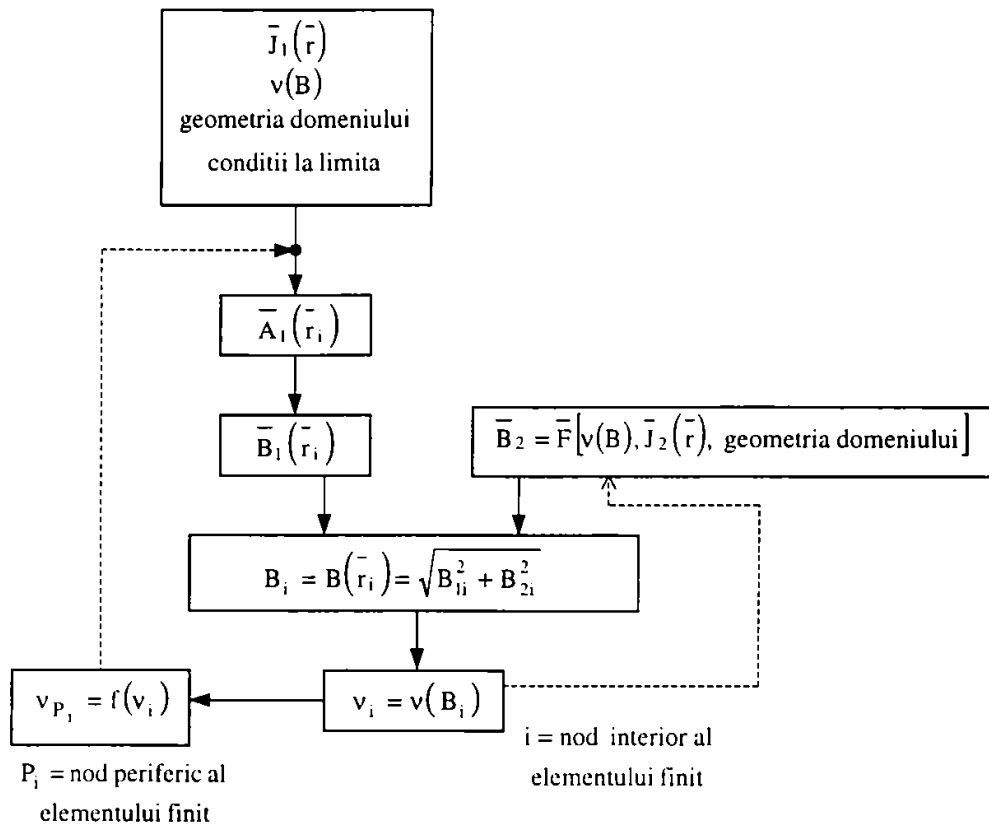 J̅₁(r̅)
ν(B)
geometria domeniului
conditii la limita
A̅₁(r̅ᵢ)
B̅₁(r̅ᵢ)
B̅₂ = F̅[ν(B), J̅₂(r̅), geometria domeniului]
Bᵢ = B(r̅ᵢ) = √(B₁ᵢ² + B₂ᵢ²)
ν_Pᵢ = f(νᵢ)
νᵢ = ν(Bᵢ)
i = nod interior al
elementului finit
Pᵢ = nod periferic al
elementului finit